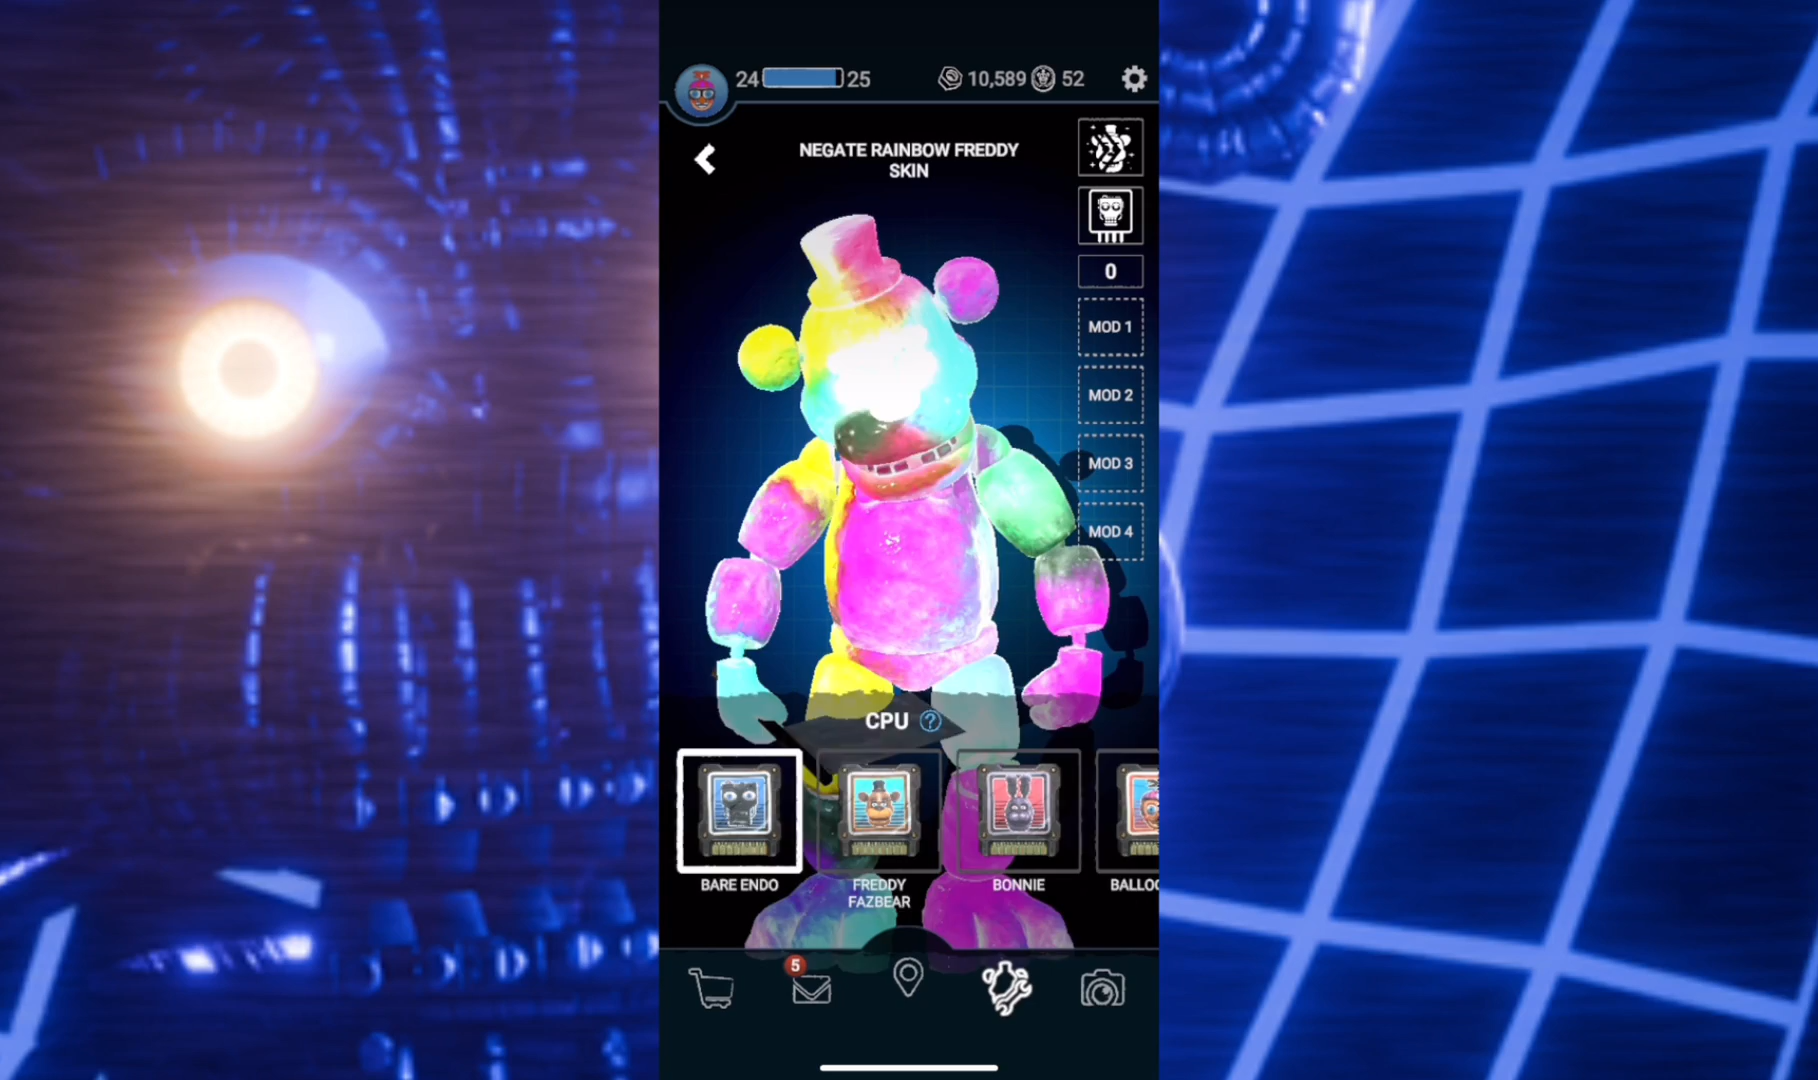 24 25 10,589 52
NEGATE RAINBOW FREDDY
SKIN
0
MOD 1
MOD 2
MOD 3
MOD 4
CPU ?
BARE ENDO
FREDDY
FAZBEAR
BONNIE
BALLOO
5